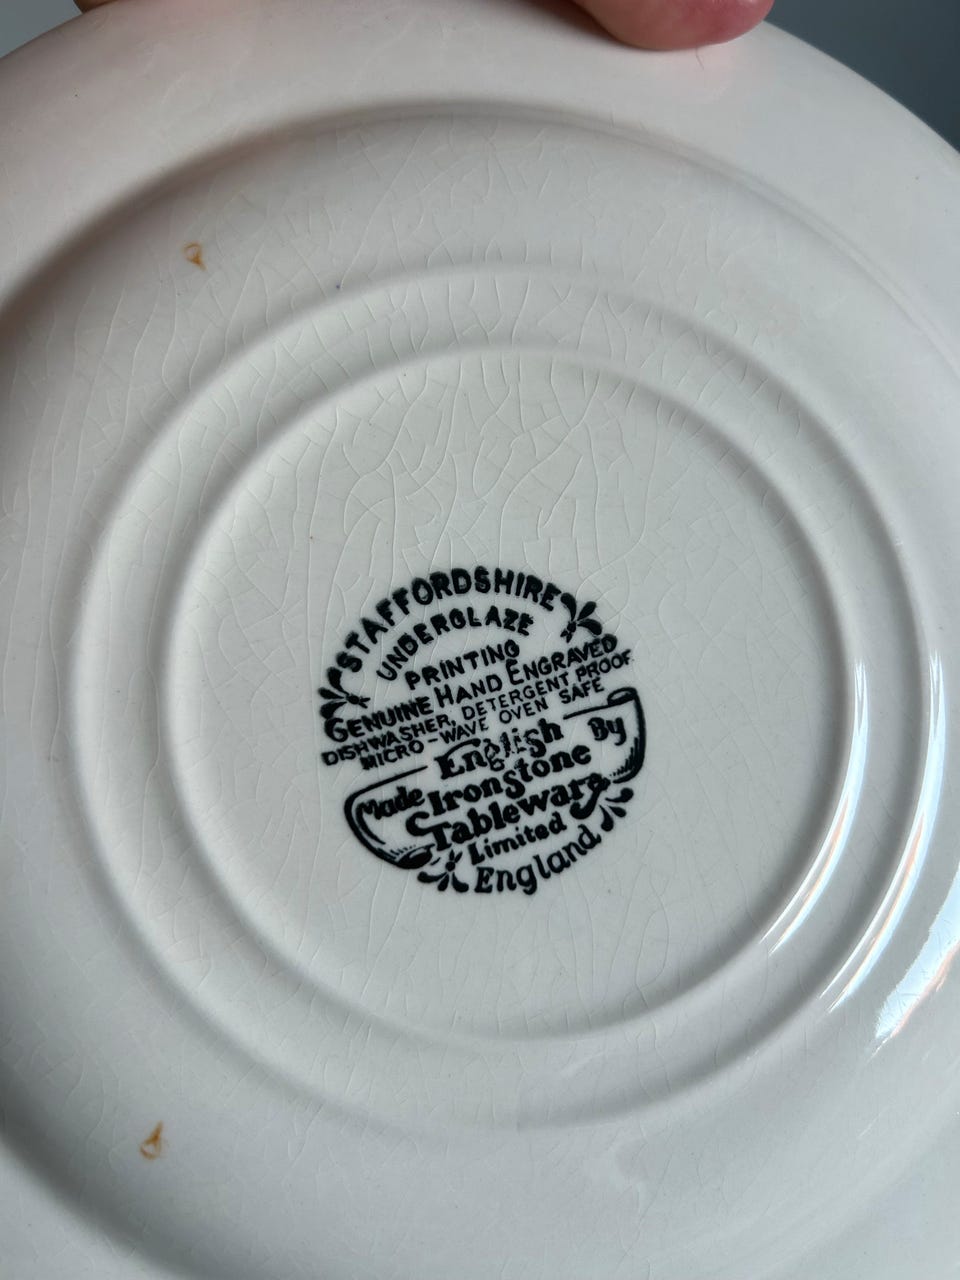 STAFFORDSHIRE
UNDERGLAZE
PRINTING
GENUINE HAND ENGRAVED
DISHWASHER, DETERGENT PROOF
MICRO-WAVE OVEN SAFE
Made English By
IronStone
Tableware
Limited
England